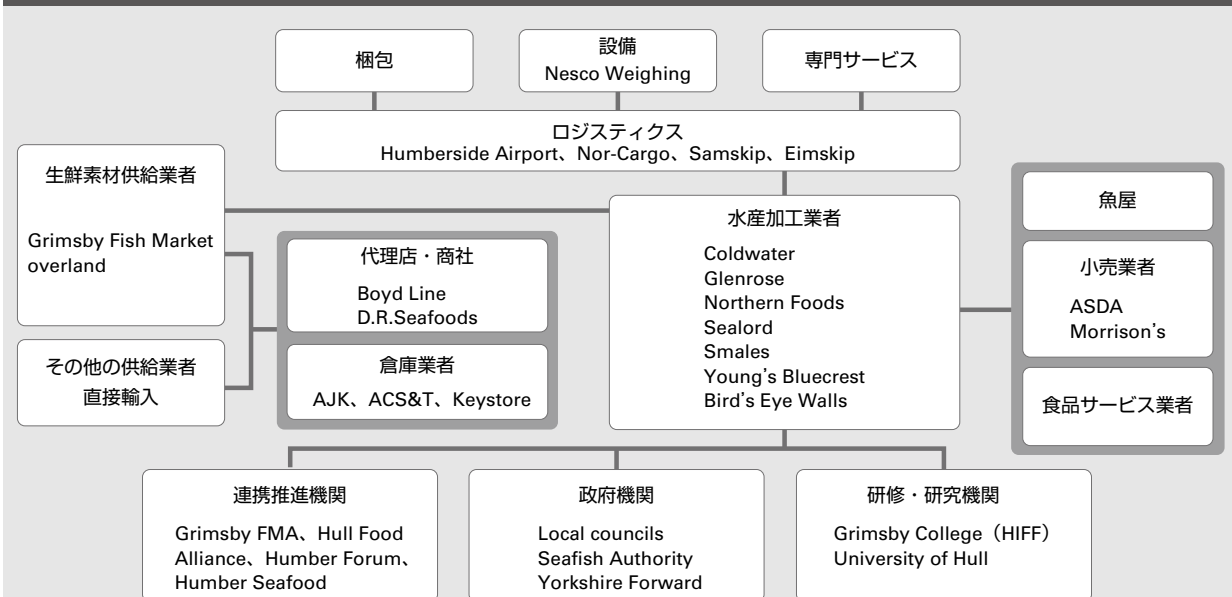 梱包
設備
Nesco Weighing
専門サービス
ロジスティクス
Humberside Airport、Nor-Cargo、Samskip、Eimskip
生鮮素材供給業者
Grimsby Fish Market
overland
その他の供給業者
直接輸入
代理店・商社
Boyd Line
D.R.Seafoods
倉庫業者
AJK、ACS&T、Keystore
水産加工業者
Coldwater
Glenrose
Northern Foods
Sealord
Smales
Young's Bluecrest
Bird's Eye Walls
魚屋
小売業者
ASDA
Morrison's
食品サービス業者
連携推進機関
Grimsby FMA、Hull Food
Alliance、Humber Forum、
Humber Seafood
政府機関
Local councils
Seafish Authority
Yorkshire Forward
研修・研究機関
Grimsby College（HIFF）
University of Hull